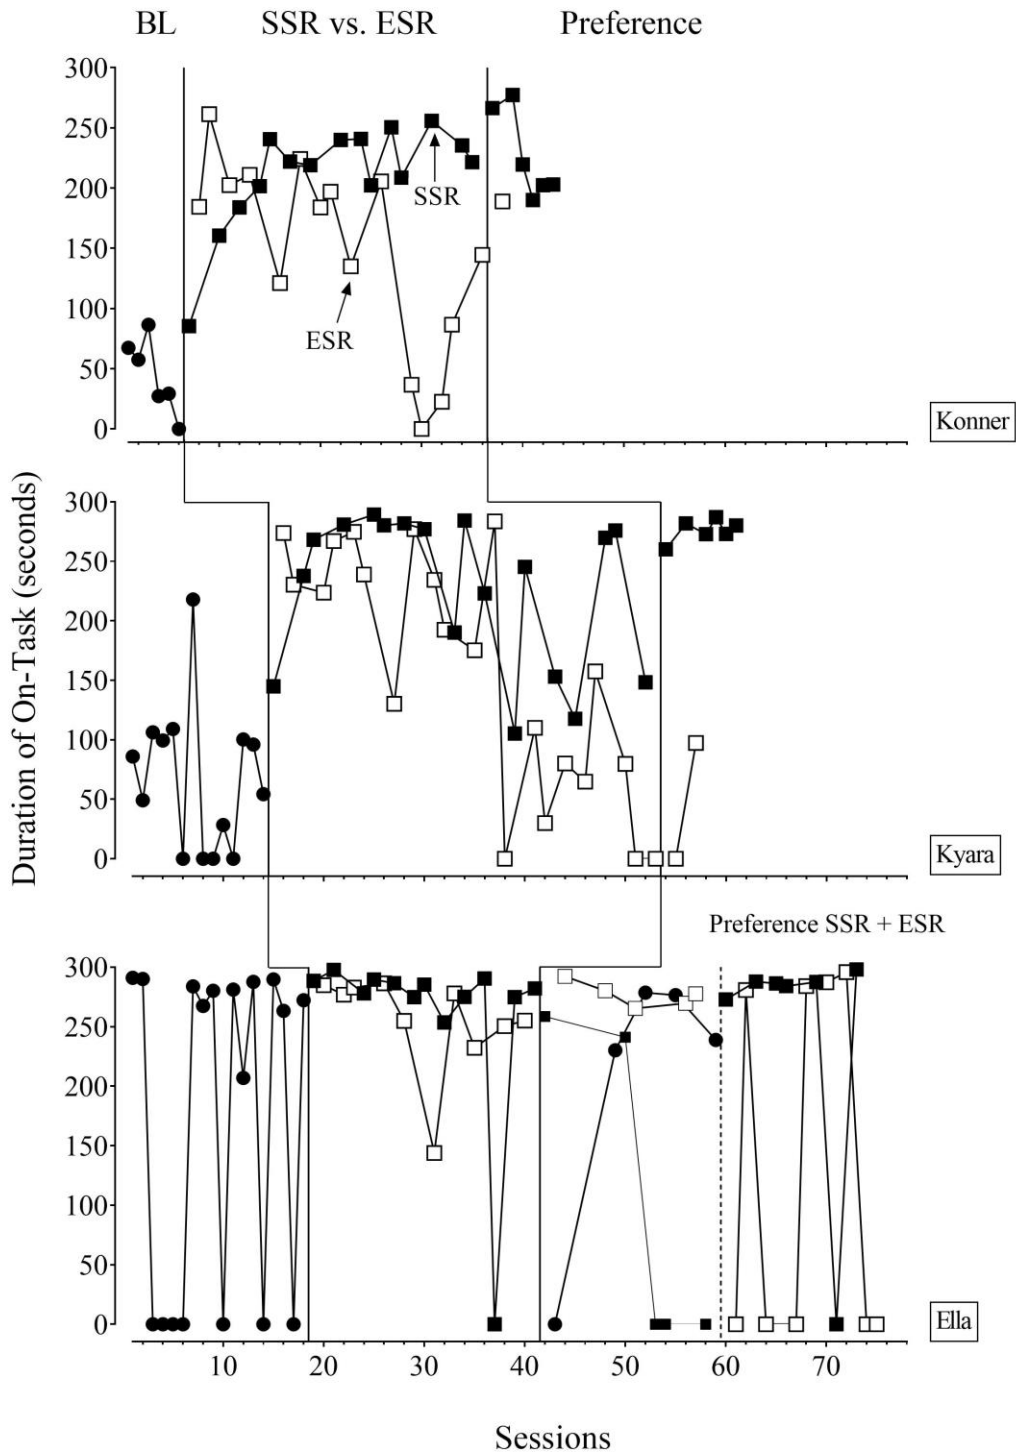 BL SSR vs. ESR Preference
300
250
200
150
100
50
0
SSR
ESR
Konner
Duration of On-Task (seconds)
300
250
200
150
100
50
0
Kyara
Preference SSR + ESR
300
250
200
150
100
50
0
Ella
10 20 30 40 50 60 70
Sessions